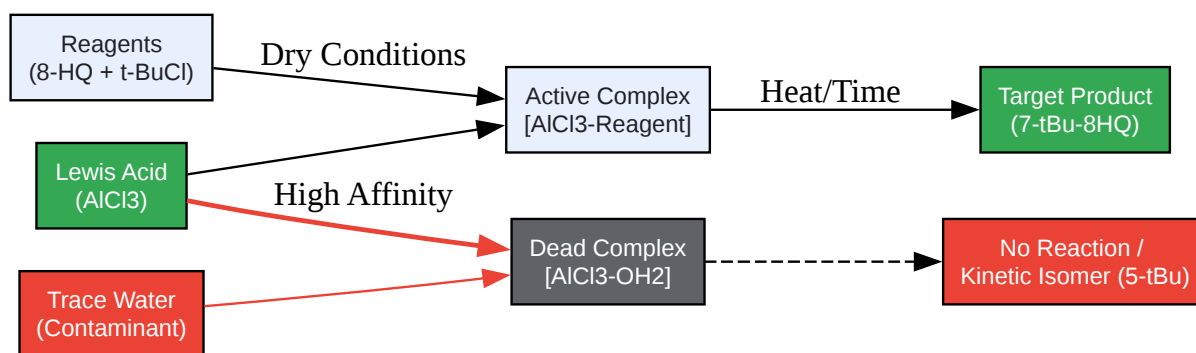 Reagents
(8-HQ + t-BuCl)
Dry Conditions
Active Complex
[AlCl3-Reagent]
Heat/Time
Target Product
(7-tBu-8HQ)
Lewis Acid
(AlCl3)
High Affinity
Dead Complex
[AlCl3-OH2]
No Reaction /
Kinetic Isomer (5-tBu)
Trace Water
(Contaminant)